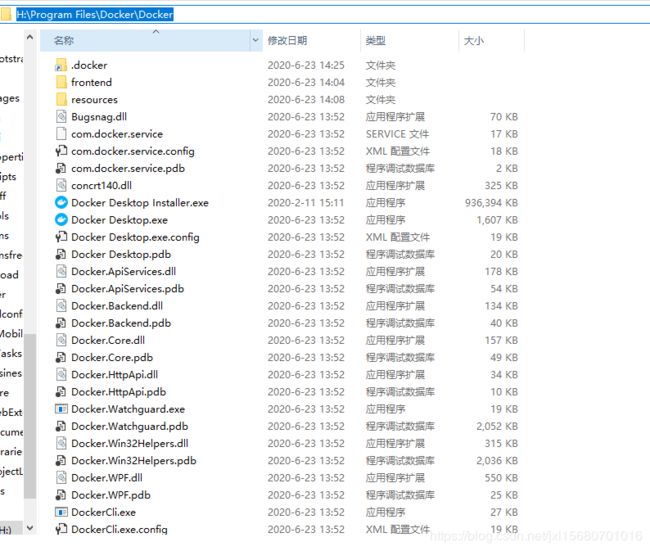 H:\Program Files\Docker\Docker
名称 修改日期 类型 大小
.docker 2020-6-23 14:25 文件夹
frontend 2020-6-23 14:04 文件夹
resources 2020-6-23 14:08 文件夹
Bugsnag.dll 2020-6-23 13:52 应用程序扩展 70 KB
com.docker.service 2020-6-23 13:52 SERVICE 文件 17 KB
com.docker.service.config 2020-6-23 13:52 XML 配置文件 18 KB
com.docker.service.pdb 2020-6-23 13:52 程序调试数据库 2 KB
concrt140.dll 2020-6-23 13:52 应用程序扩展 325 KB
Docker Desktop Installer.exe 2020-2-11 15:11 应用程序 936,394 KB
Docker Desktop.exe 2020-6-23 13:52 应用程序 1,607 KB
Docker Desktop.exe.config 2020-6-23 13:52 XML 配置文件 19 KB
Docker Desktop.pdb 2020-6-23 13:52 程序调试数据库 20 KB
Docker.ApiServices.dll 2020-6-23 13:52 应用程序扩展 178 KB
Docker.ApiServices.pdb 2020-6-23 13:52 程序调试数据库 54 KB
Docker.Backend.dll 2020-6-23 13:52 应用程序扩展 134 KB
Docker.Backend.pdb 2020-6-23 13:52 程序调试数据库 40 KB
Docker.Core.dll 2020-6-23 13:52 应用程序扩展 157 KB
Docker.Core.pdb 2020-6-23 13:52 程序调试数据库 49 KB
Docker.HttpApi.dll 2020-6-23 13:52 应用程序扩展 34 KB
Docker.HttpApi.pdb 2020-6-23 13:52 程序调试数据库 10 KB
Docker.Watchguard.exe 2020-6-23 13:52 应用程序 19 KB
Docker.Watchguard.pdb 2020-6-23 13:52 程序调试数据库 2,052 KB
Docker.Win32Helpers.dll 2020-6-23 13:52 应用程序扩展 315 KB
Docker.Win32Helpers.pdb 2020-6-23 13:52 程序调试数据库 2,036 KB
Docker.WPF.dll 2020-6-23 13:52 应用程序扩展 550 KB
Docker.WPF.pdb 2020-6-23 13:52 程序调试数据库 25 KB
DockerCli.exe 2020-6-23 13:52 应用程序 27 KB
DockerCli.exe.config 2020-6-23 13:52 XML 配置文件 19 KB
ootstra
ages
operti
ipts
ff
ols
ms
msfree
oad
er
dconfi
Mobil
Tasks
sines
re
ebExt
cume
raries
ojectL
s
H:)
https://blog.csdn.net/jxl15680701016